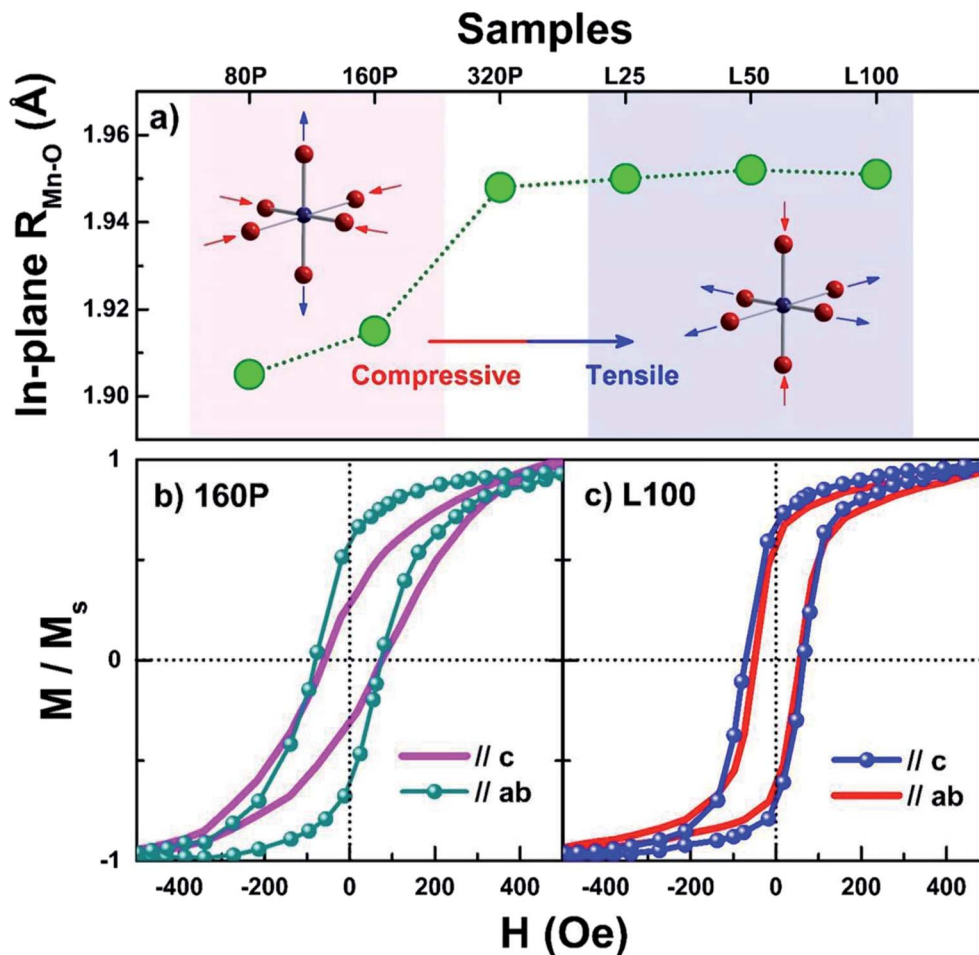 Samples
80P 160P 320P L25 L50 L100
a)
In-plane R_Mn-O (Å)
1.96
1.94
1.92
1.90
Compressive Tensile
b) 160P
c) L100
M / M_s
1
0
-1
// c
// ab
// c
// ab
-400 -200 0 200 400
-400 -200 0 200 400
H (Oe)